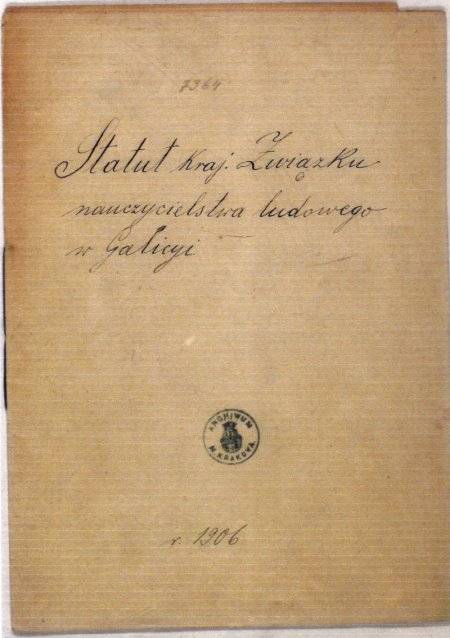 7364
Statut kraj. Związku
nauczycielstwa ludowego
w Galicyi
ARCHIWUM
M. KRAKOWA
r. 1906